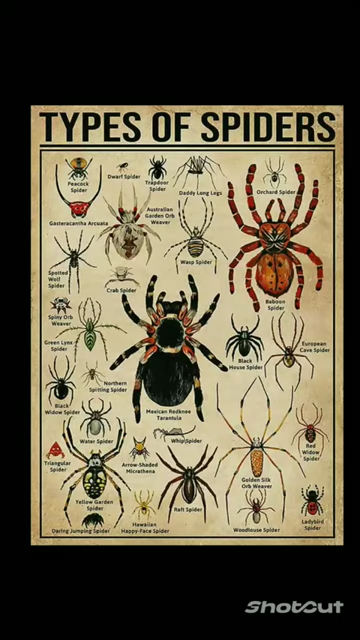 TYPES OF SPIDERS
Peacock
Spider
Dwarf Spider
Trapdoor
Spider
Daddy Long Legs
Orchard Spider
Gasteracantha Arcuata
Australian
Garden Orb
Weaver
Wasp Spider
Spotted
Wolf
Spider
Crab Spider
Baboon
Spider
Spiny Orb
Weaver
Green Lynx
Spider
Black
House Spider
European
Cave Spider
Northern
Spitting Spider
Black
Widow Spider
Mexican Redknee
Tarantula
Water Spider
Whip Spider
Red
Widow
Spider
Triangular
Spider
Arrow-Shaded
Micrathena
Golden Silk
Orb Weaver
Yellow Garden
Spider
Raft Spider
Hawaiian
Happy-Face Spider
Woodlouse Spider
Ladybird
Spider
Daring Jumping Spider
Shotcut